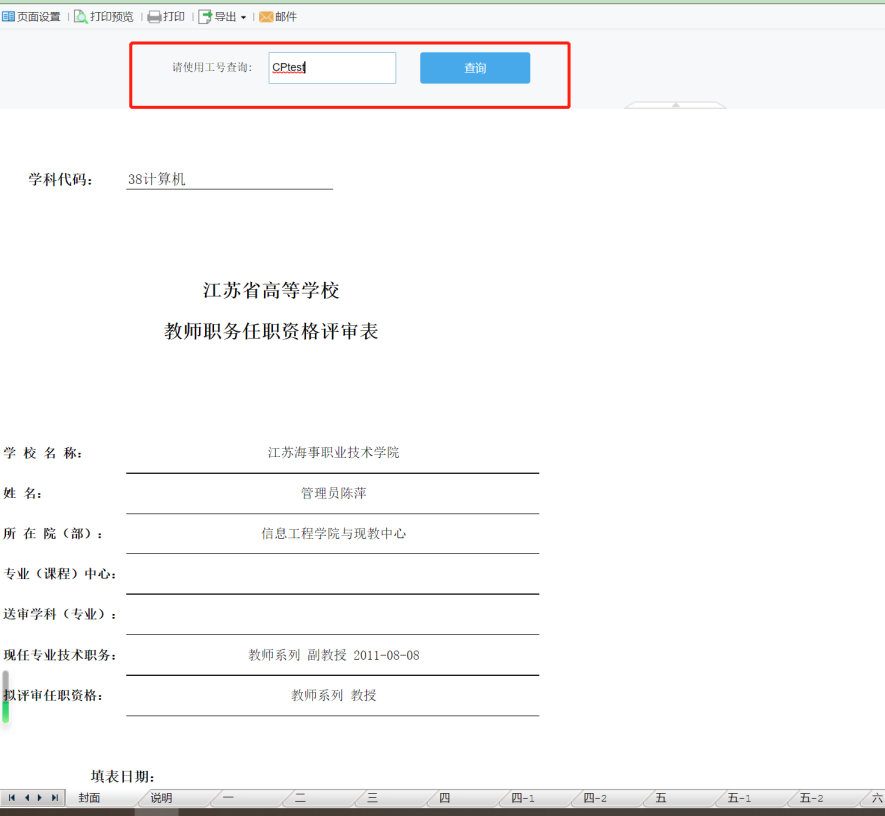 页面设置 打印预览 打印 导出 邮件
请使用工号查询: CPtest 查询
学科代码: 38计算机
江苏省高等学校
教师职务任职资格评审表
学 校 名 称: 江苏海事职业技术学院
姓 名: 管理员陈萍
所 在 院（部）: 信息工程学院与现教中心
专业（课程）中心:
送审学科（专业）:
现任专业技术职务: 教师系列 副教授 2011-08-08
拟评审任职资格: 教师系列 教授
填表日期:
封面 说明 一 二 三 四 四-1 四-2 五 五-1 五-2 六